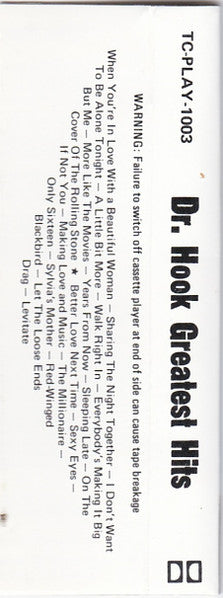 TC-PLAY-1003
Dr. Hook Greatest Hits
WARNING: Failure to switch off cassette player at end of side can cause tape breakage
When You're In Love With a Beautiful Woman — Sharing The Night Together — I Don't Want
To Be Alone Tonight — A Little Bit More — Walk Right In — Everybody's Making It Big
But Me — More Like The Movies — Years From Now — Sleeping Late — On The
Cover Of The Rolling Stone ★ Better Love Next Time — Sexy Eyes —
If Not You — Making Love and Music — The Millionaire —
Only Sixteen — Sylvia's Mother — Red-Winged
Blackbird — Let The Loose Ends
Drag — Levitate